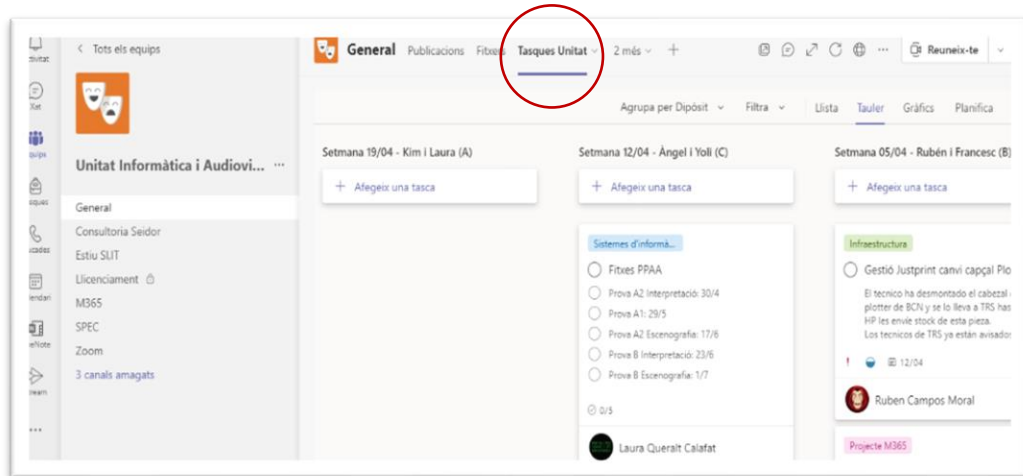 Tots els equips
Xat
Unitat Informàtica i Audiovi... ···
General
Consultoria Seidor
Estiu SLIT
Llicenciament
M365
SPEC
Zoom
3 canals amagats
General Publicacions Fitxers Tasques Unitat 2 més +
Reuneix-te
Agrupa per Dipòsit Filtra Llista Tauler Gràfics Planifica
Setmana 19/04 - Kim i Laura (A)
+ Afegeix una tasca
Setmana 12/04 - Àngel i Yoli (C)
+ Afegeix una tasca
Sistemes d'informà...
Fitxes PPAA
Prova A2 Interpretació: 30/4
Prova A1: 29/5
Prova A2 Escenografia: 17/6
Prova B Interpretació: 23/6
Prova B Escenografia: 1/7
0/5
Laura Queralt Calafat
Setmana 05/04 - Rubén i Francesc (B)
+ Afegeix una tasca
Infraestructura
Gestió Justprint canvi capçal Plo
El tecnico ha desmontado el cabezal
plotter de BCN y se lo lleva a TRS has
HP les envie stock de esta pieza.
Los tecnicos de TRS ya están avisados
12/04
Ruben Campos Moral
Projecte M365